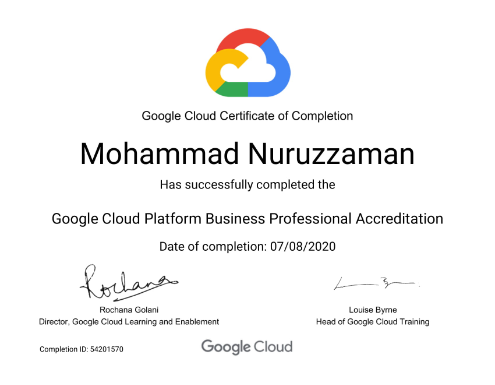 Google Cloud Certificate of Completion
Mohammad Nuruzzaman
Has successfully completed the
Google Cloud Platform Business Professional Accreditation
Date of completion: 07/08/2020
Rochana
Rochana Golani
Director, Google Cloud Learning and Enablement
Louise Byrne
Head of Google Cloud Training
Completion ID: 54201570
Google Cloud